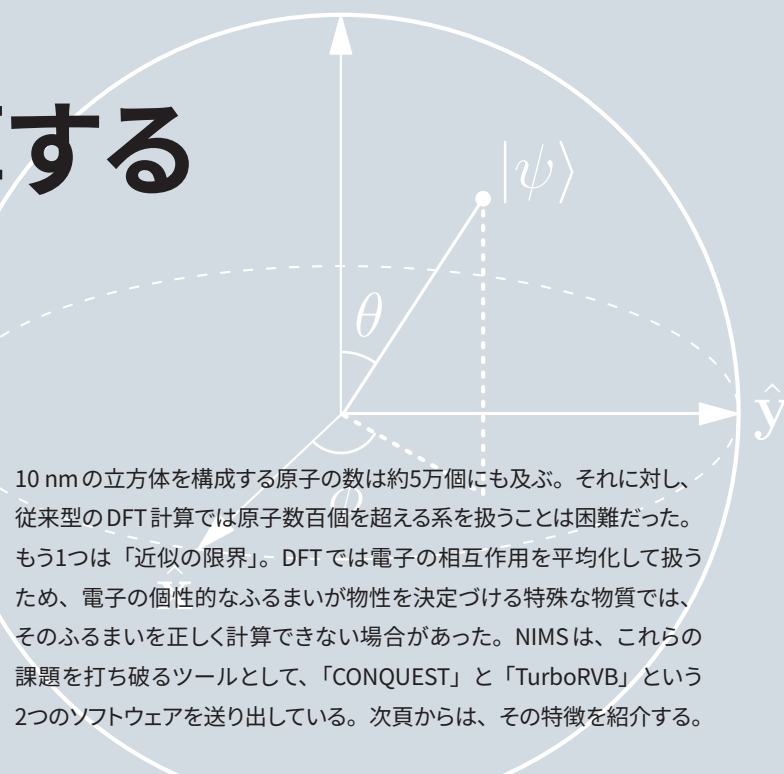 する
|ψ⟩
θ
ŷ
10 nmの立方体を構成する原子の数は約5万個にも及ぶ。それに対し、
ϕ
従来型のDFT計算では原子数百個を超える系を扱うことは困難だった。
もう1つは「近似の限界」。DFTでは電子の相互作用を平均化して扱う
x̂
ため、電子の個性的なふるまいが物性を決定づける特殊な物質では、
そのふるまいを正しく計算できない場合があった。NIMSは、これらの
課題を打ち破るツールとして、「CONQUEST」と「TurboRVB」という
2つのソフトウェアを送り出している。次頁からは、その特徴を紹介する。